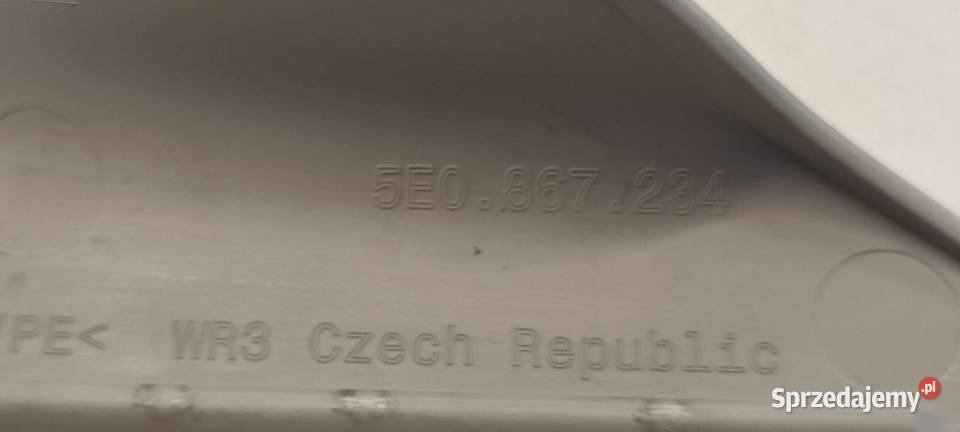 5E0.867.234
PE< WR3 Czech Republic
Sprzedajemy.pl